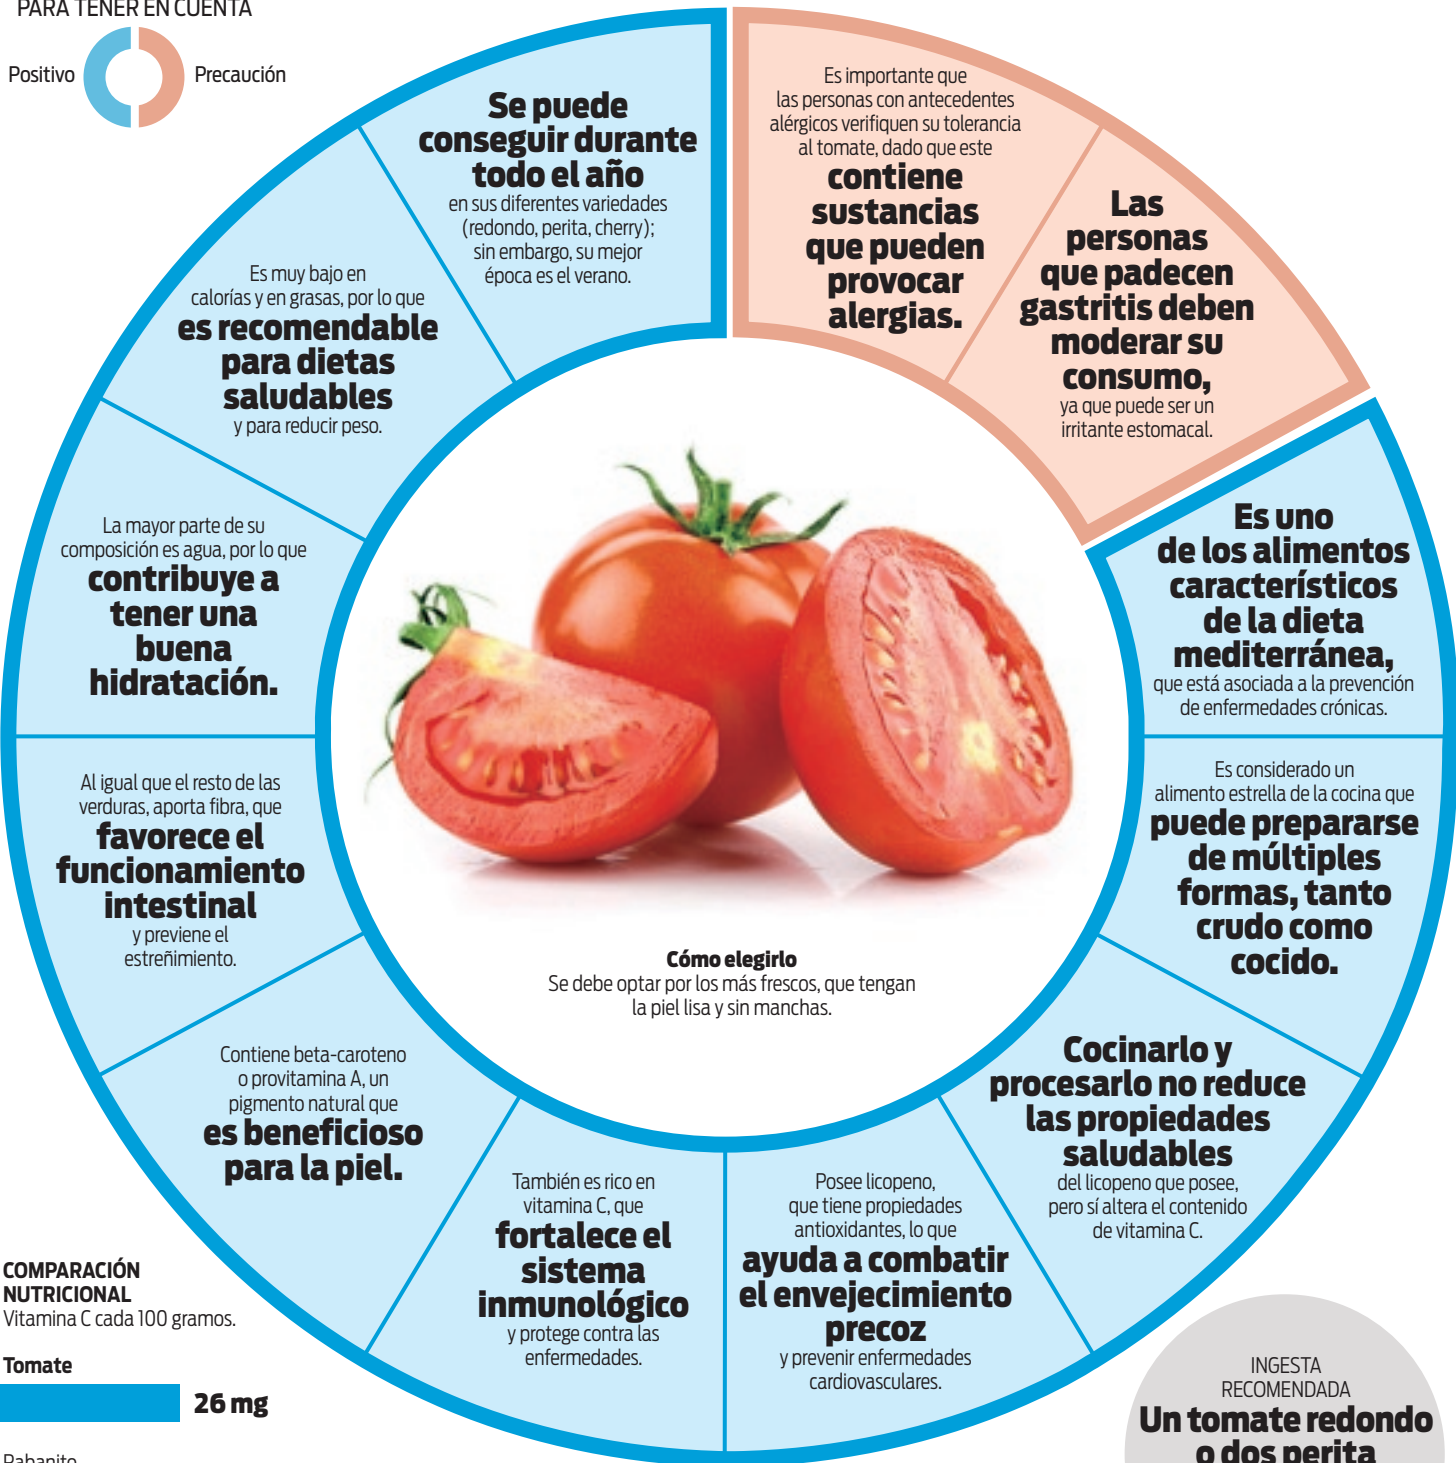 PARA TENER EN CUENTA
Positivo
Precaución
Se puede
conseguir durante
todo el año
en sus diferentes variedades
(redondo, perita, cherry);
sin embargo, su mejor
época es el verano.
Es importante que
las personas con antecedentes
alérgicos verifiquen su tolerancia
al tomate, dado que este
contiene
sustancias
que pueden
provocar
alergias.
Las
personas
que padecen
gastritis deben
moderar su
consumo,
ya que puede ser un
irritante estomacal.
Es uno
de los alimentos
característicos
de la dieta
mediterránea,
que está asociada a la prevención
de enfermedades crónicas.
Es considerado un
alimento estrella de la cocina que
puede prepararse
de múltiples
formas, tanto
crudo como
cocido.
Cocinarlo y
procesarlo no reduce
las propiedades
saludables
del licopeno que posee,
pero sí altera el contenido
de vitamina C.
Posee licopeno,
que tiene propiedades
antioxidantes, lo que
ayuda a combatir
el envejecimiento
precoz
y prevenir enfermedades
cardiovasculares.
También es rico en
vitamina C, que
fortalece el
sistema
inmunológico
y protege contra las
enfermedades.
Contiene beta-caroteno
o provitamina A, un
pigmento natural que
es beneficioso
para la piel.
Al igual que el resto de las
verduras, aporta fibra, que
favorece el
funcionamiento
intestinal
y previene el
estreñimiento.
La mayor parte de su
composición es agua, por lo que
contribuye a
tener una
buena
hidratación.
Es muy bajo en
calorías y en grasas, por lo que
es recomendable
para dietas
saludables
y para reducir peso.
Cómo elegirlo
Se debe optar por los más frescos, que tengan
la piel lisa y sin manchas.
COMPARACIÓN
NUTRICIONAL
Vitamina C cada 100 gramos.
Tomate
26 mg
Rabanito
INGESTA
RECOMENDADA
Un tomate redondo
o dos perita